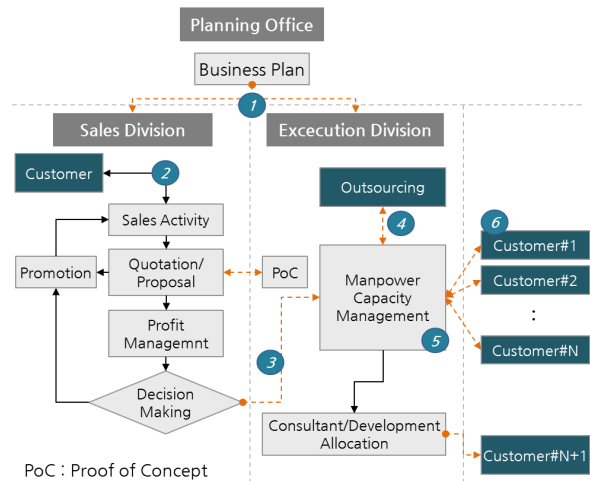 Planning Office
Business Plan
1
Sales Division
Excecution Division
Customer
2
Outsourcing
Sales Activity
4
6
Customer#1
Promotion
Quotation/
Proposal
PoC
Manpower
Capacity
Management
Customer#2
:
Profit
Managemnt
3
5
Customer#N
Decision
Making
Consultant/Development
Allocation
Customer#N+1
PoC : Proof of Concept